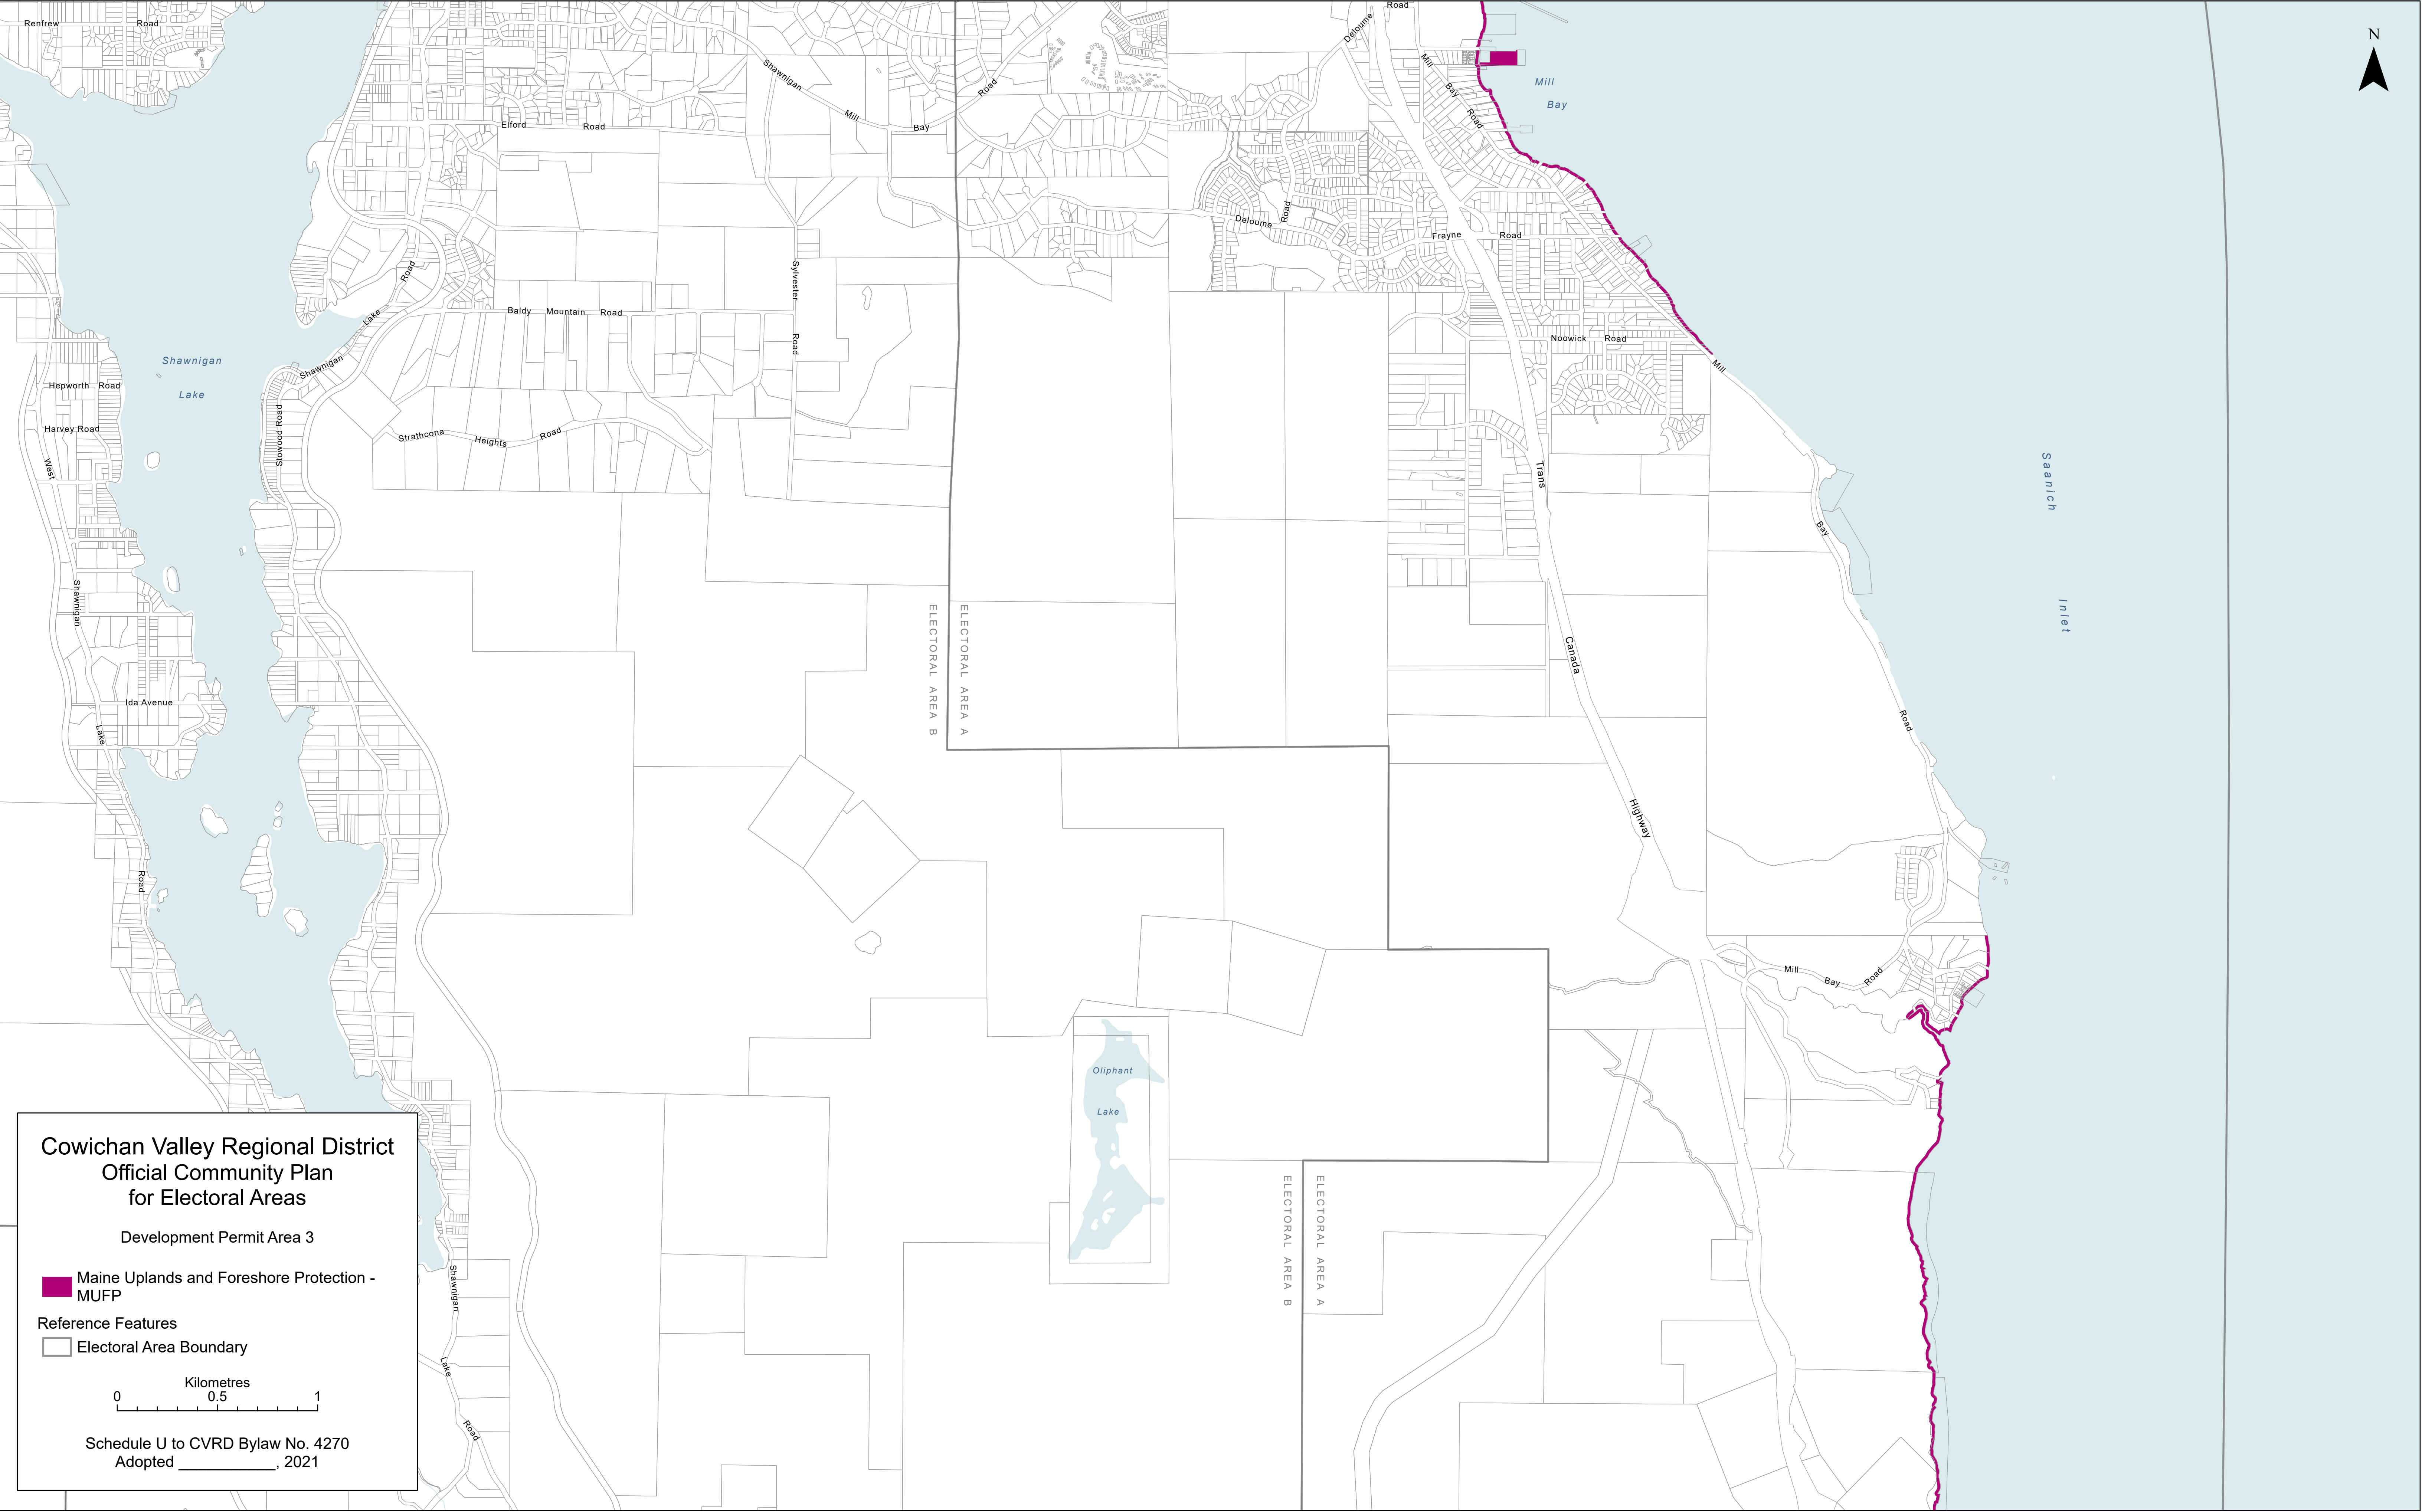 Renfrew Road
Road
Deloume
N
Shawnigan Mill Bay Road
Mill Bay Road
Mill
Bay
Elford Road
Deloume Road
Frayne Road
Shawnigan Lake Road
Sylvester Road
Baldy Mountain Road
Noowick Road
Shawnigan
Lake
Hepworth Road
Harvey Road
Stowood Road
Strathcona Heights Road
Mill Bay Road
Trans Canada Highway
Saanich
Inlet
West Shawnigan Lake Road
Ida Avenue
ELECTORAL AREA B
ELECTORAL AREA A
Mill Bay Road
Oliphant
Lake
ELECTORAL AREA B
ELECTORAL AREA A
Shawnigan Lake Road
Cowichan Valley Regional District
Official Community Plan
for Electoral Areas
Development Permit Area 3
Maine Uplands and Foreshore Protection -
MUFP
Reference Features
Electoral Area Boundary
Kilometres
0 0.5 1
Schedule U to CVRD Bylaw No. 4270
Adopted ____________, 2021